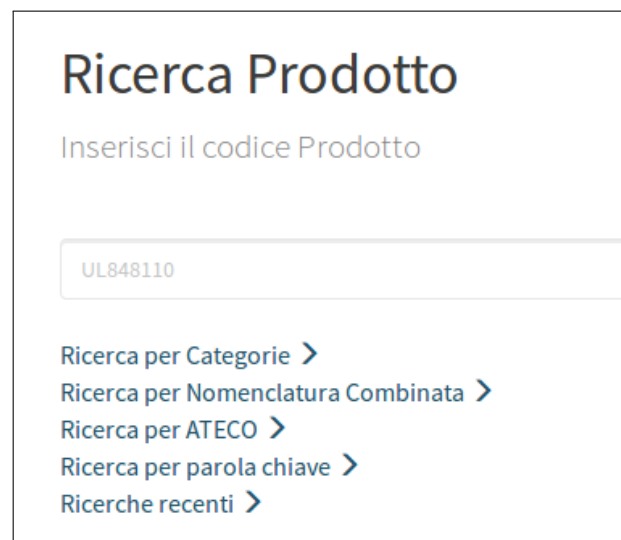 Ricerca Prodotto
Inserisci il codice Prodotto
UL848110
Ricerca per Categorie
Ricerca per Nomenclatura Combinata
Ricerca per ATECO
Ricerca per parola chiave
Ricerche recenti